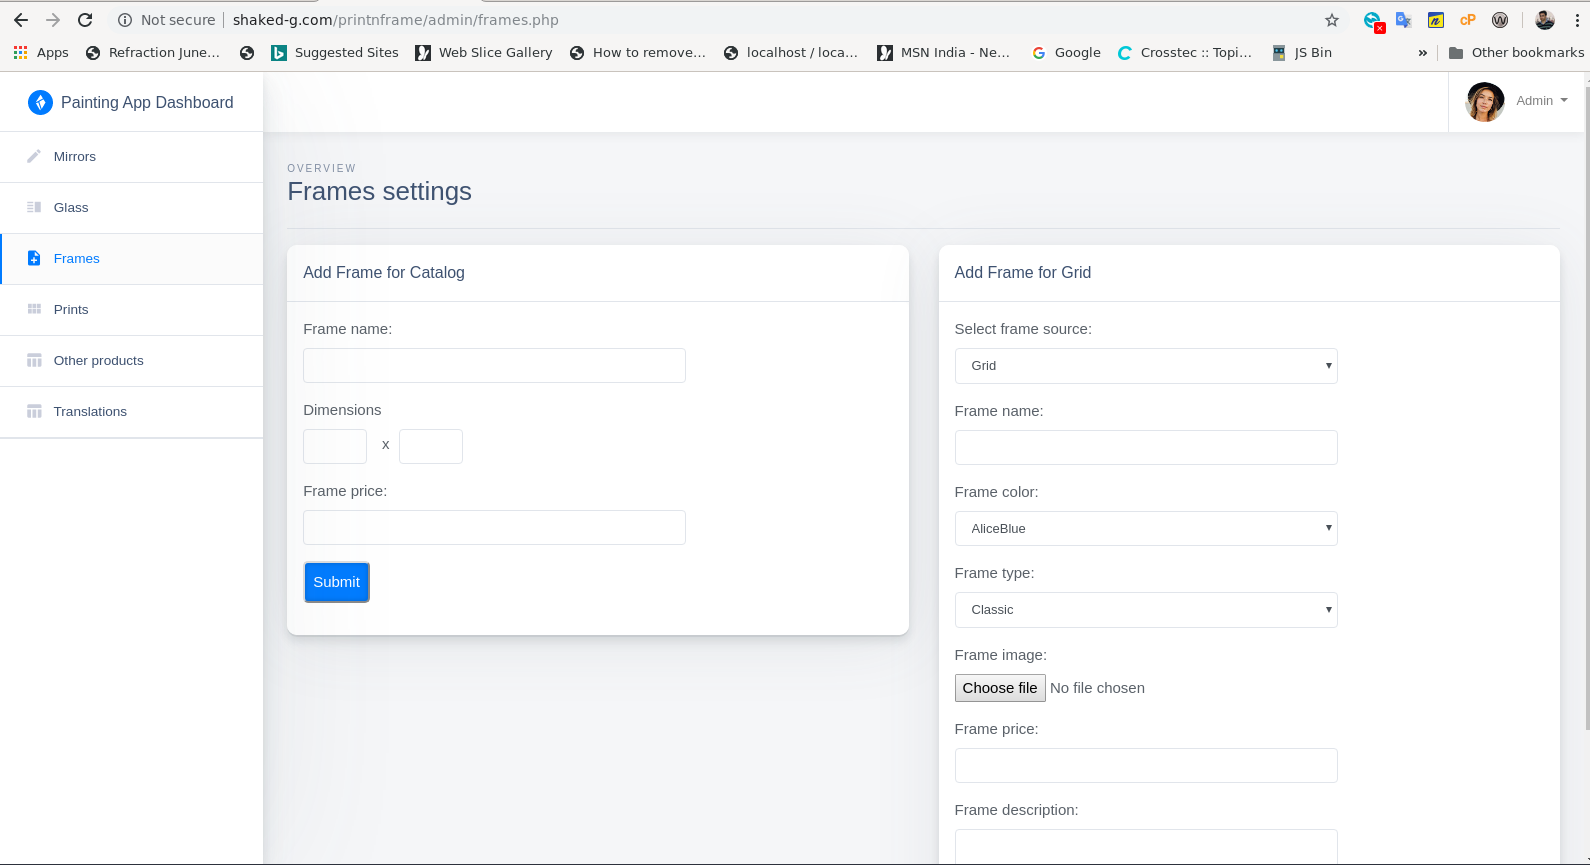 Not secure | shaked-g.com/printnframe/admin/frames.php
Apps Refraction June... Suggested Sites Web Slice Gallery How to remove... localhost / loca... MSN India - Ne... Google Crosstec :: Topi... JS Bin » Other bookmarks
Painting App Dashboard
Admin
Mirrors
Glass
Frames
Prints
Other products
Translations
OVERVIEW
Frames settings
Add Frame for Catalog
Frame name:
Dimensions
x
Frame price:
Submit
Add Frame for Grid
Select frame source:
Grid
Frame name:
Frame color:
AliceBlue
Frame type:
Classic
Frame image:
Choose file No file chosen
Frame price:
Frame description: